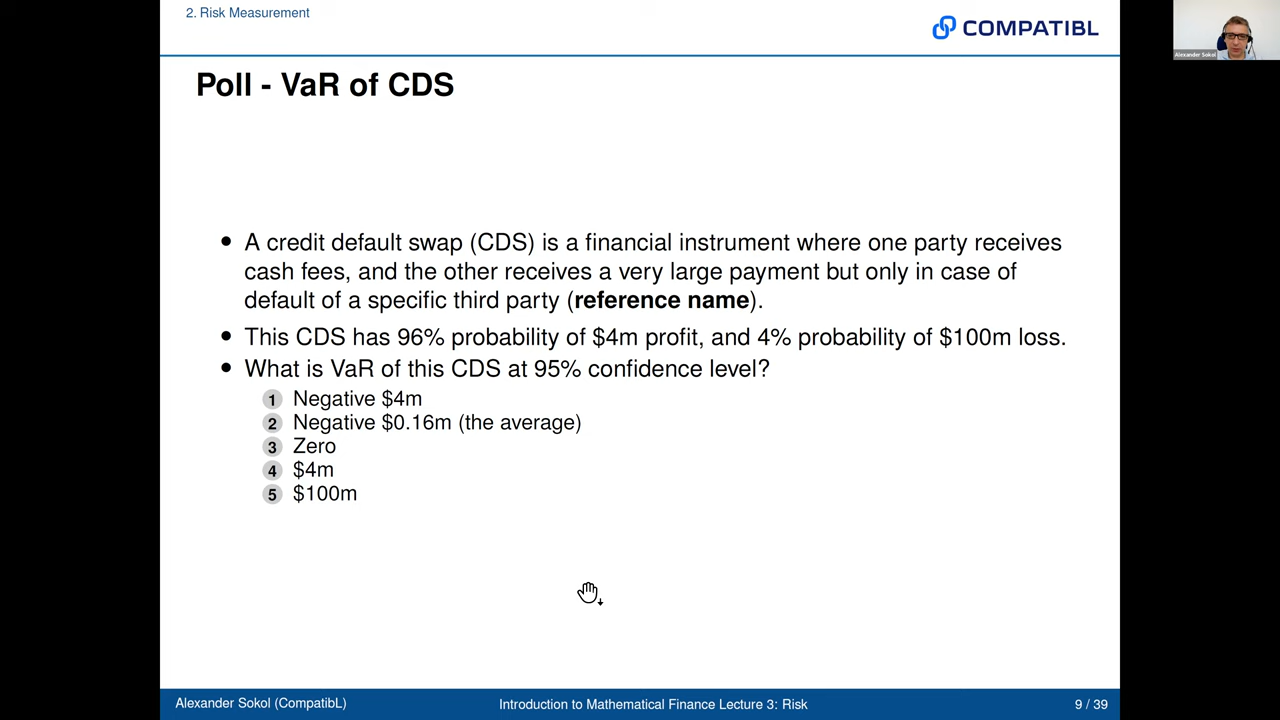 2. Risk Measurement
COMPATIBL
Alexander Sokol
Poll - VaR of CDS
• A credit default swap (CDS) is a financial instrument where one party receives
cash fees, and the other receives a very large payment but only in case of
default of a specific third party (reference name).
• This CDS has 96% probability of $4m profit, and 4% probability of $100m loss.
• What is VaR of this CDS at 95% confidence level?
1 Negative $4m
2 Negative $0.16m (the average)
3 Zero
4 $4m
5 $100m
Alexander Sokol (CompatibL)
Introduction to Mathematical Finance Lecture 3: Risk
9 / 39